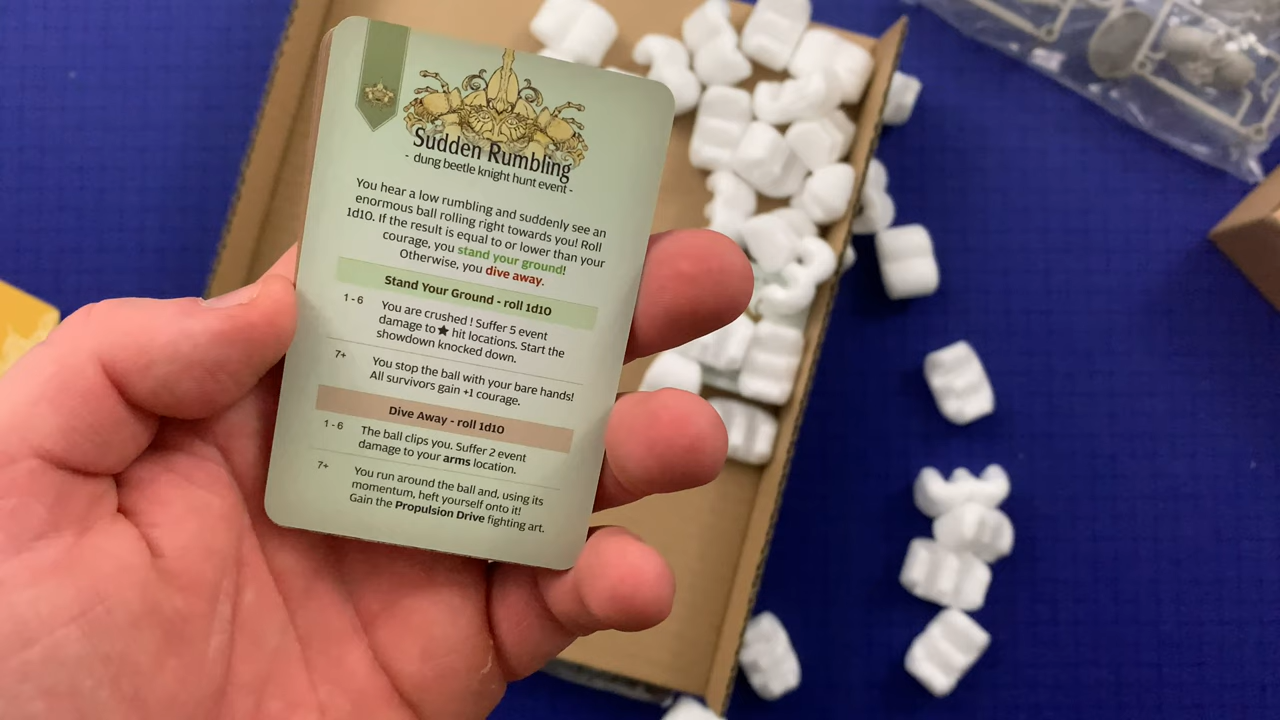 Sudden Rumbling
- dung beetle knight hunt event -
You hear a low rumbling and suddenly see an
enormous ball rolling right towards you! Roll
1d10. If the result is equal to or lower than your
courage, you stand your ground!
Otherwise, you dive away.
Stand Your Ground - roll 1d10
1 - 6 You are crushed ! Suffer 5 event
damage to ★ hit locations. Start the
showdown knocked down.
7+ You stop the ball with your bare hands!
All survivors gain +1 courage.
Dive Away - roll 1d10
1 - 6 The ball clips you. Suffer 2 event
damage to your arms location.
7+ You run around the ball and, using its
momentum, heft yourself onto it!
Gain the Propulsion Drive fighting art.